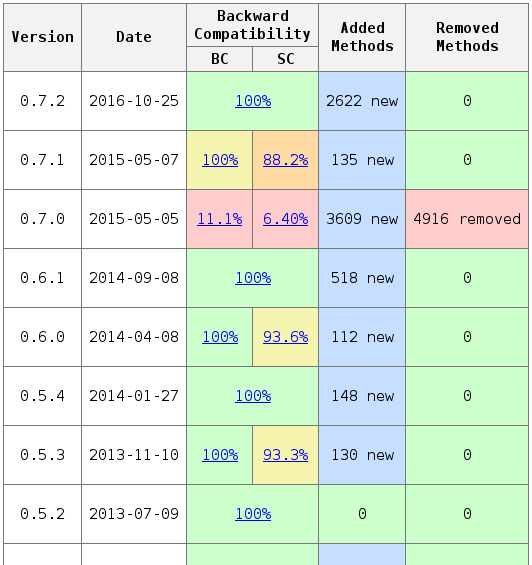 Version Date Backward Compatibility Added Methods Removed Methods
BC SC
0.7.2 2016-10-25 100% 2622 new 0
0.7.1 2015-05-07 100% 88.2% 135 new 0
0.7.0 2015-05-05 11.1% 6.40% 3609 new 4916 removed
0.6.1 2014-09-08 100% 518 new 0
0.6.0 2014-04-08 100% 93.6% 112 new 0
0.5.4 2014-01-27 100% 148 new 0
0.5.3 2013-11-10 100% 93.3% 130 new 0
0.5.2 2013-07-09 100% 0 0